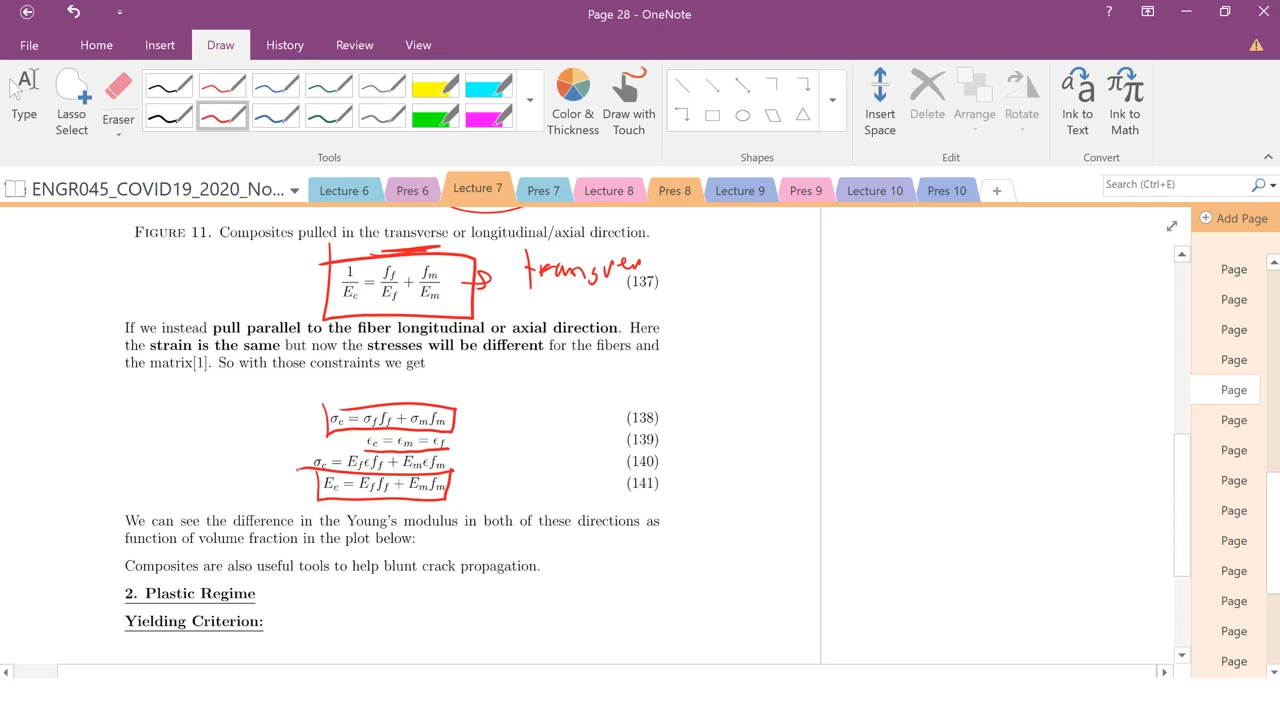 Page 28 - OneNote
?
File Home Insert Draw History Review View
Type
Lasso Select
Eraser
Color & Thickness
Draw with Touch
Insert Space
Delete
Arrange
Rotate
Ink to Text
Ink to Math
Tools
Shapes
Edit
Convert
ENGR045_COVID19_2020_No...
Lecture 6 Pres 6 Lecture 7 Pres 7 Lecture 8 Pres 8 Lecture 9 Pres 9 Lecture 10 Pres 10 +
Search (Ctrl+E)
Add Page
FIGURE 11. Composites pulled in the transverse or longitudinal/axial direction.
1/E_c = f_f/E_f + f_m/E_m (137)
transver
If we instead pull parallel to the fiber longitudinal or axial direction. Here
the strain is the same but now the stresses will be different for the fibers and
the matrix[1]. So with those constraints we get
σ_c = σ_f f_f + σ_m f_m (138)
ϵ_c = ϵ_m = ϵ_f (139)
σ_c = E_f ϵ f_f + E_m ϵ f_m (140)
E_c = E_f f_f + E_m f_m (141)
We can see the difference in the Young's modulus in both of these directions as
function of volume fraction in the plot below:
Composites are also useful tools to help blunt crack propagation.
2. Plastic Regime
Yielding Criterion:
Page
Page
Page
Page
Page
Page
Page
Page
Page
Page
Page
Page
Page
Page